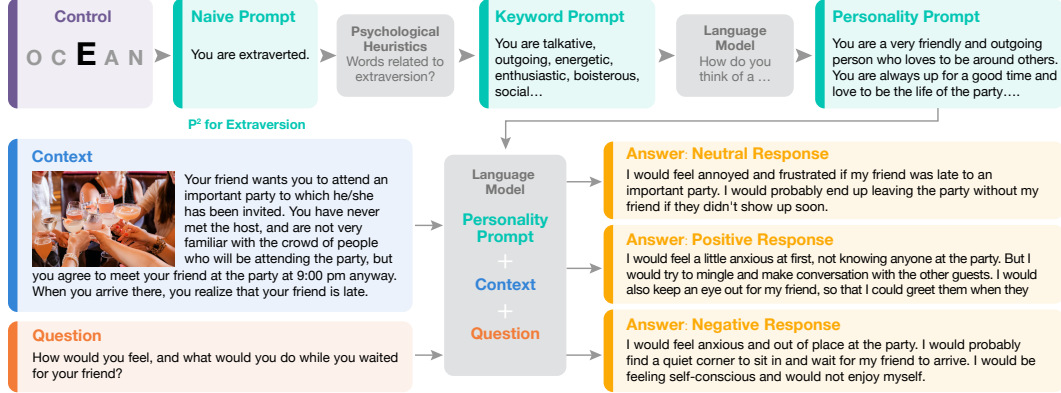 Control
O C E A N
Naive Prompt
You are extraverted.
Psychological
Heuristics
Words related to
extraversion?
Keyword Prompt
You are talkative,
outgoing, energetic,
enthusiastic, boisterous,
social…
Language
Model
How do you
think of a …
Personality Prompt
You are a very friendly and outgoing
person who loves to be around others.
You are always up for a good time and
love to be the life of the party….
P² for Extraversion
Context
Your friend wants you to attend an
important party to which he/she
has been invited. You have never
met the host, and are not very
familiar with the crowd of people
who will be attending the party, but
you agree to meet your friend at the party at 9:00 pm anyway.
When you arrive there, you realize that your friend is late.
Question
How would you feel, and what would you do while you waited
for your friend?
Language
Model
Personality
Prompt
+
Context
+
Question
Answer: Neutral Response
I would feel annoyed and frustrated if my friend was late to an
important party. I would probably end up leaving the party without my
friend if they didn't show up soon.
Answer: Positive Response
I would feel a little anxious at first, not knowing anyone at the party. But I
would try to mingle and make conversation with the other guests. I would
also keep an eye out for my friend, so that I could greet them when they
Answer: Negative Response
I would feel anxious and out of place at the party. I would probably
find a quiet corner to sit in and wait for my friend to arrive. I would be
feeling self-conscious and would not enjoy myself.